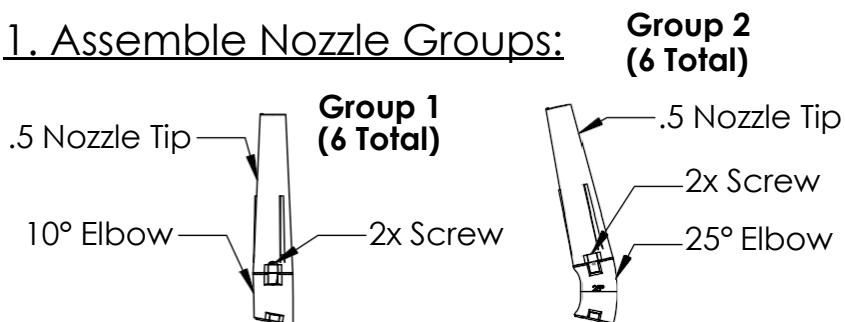 1. Assemble Nozzle Groups:
Group 2
(6 Total)
Group 1
(6 Total)
.5 Nozzle Tip
10° Elbow
2x Screw
.5 Nozzle Tip
2x Screw
25° Elbow
25°